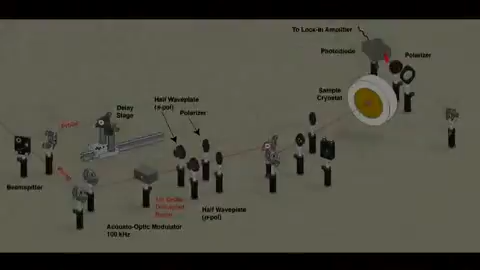 To Lock-In Amplifier
Photodiode
Polarizer
Sample
Cryostat
Half Waveplate
(s-pol)
Polarizer
Delay
Stage
Probe
Beamsplitter
Pump
1st Order
Diffracted
Beam
Half Waveplate
(p-pol)
Acousto-Optic Modulator
100 kHz